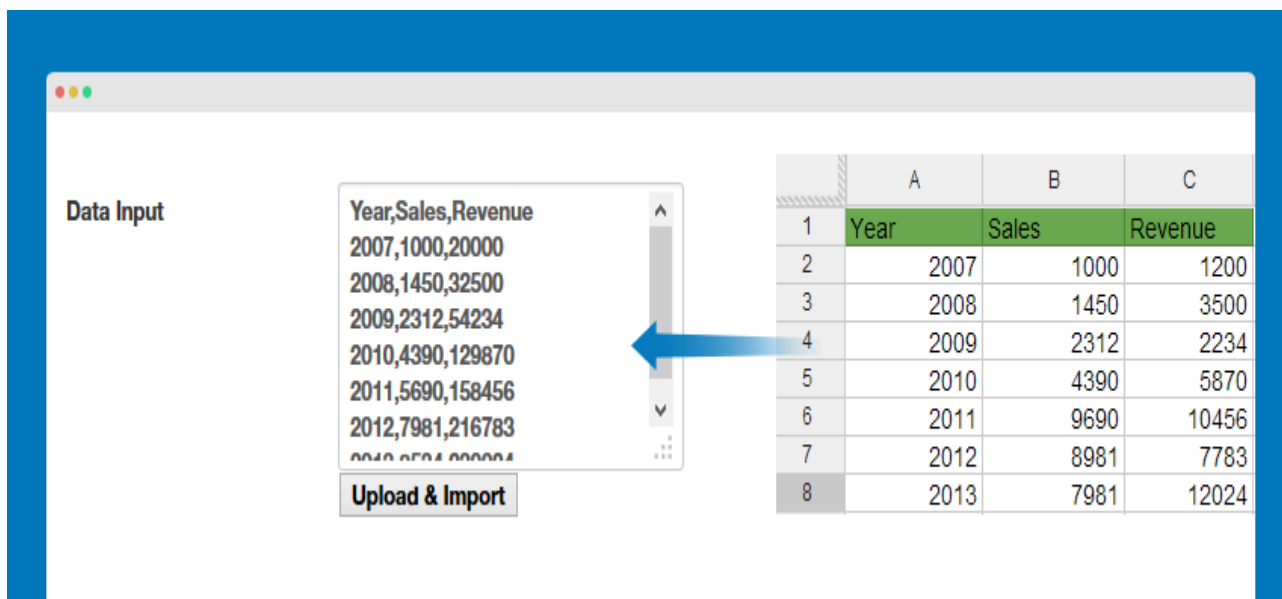 Data Input
Year,Sales,Revenue
2007,1000,20000
2008,1450,32500
2009,2312,54234
2010,4390,129870
2011,5690,158456
2012,7981,216783
Upload & Import
A B C
1 Year Sales Revenue
2 2007 1000 1200
3 2008 1450 3500
4 2009 2312 2234
5 2010 4390 5870
6 2011 9690 10456
7 2012 8981 7783
8 2013 7981 12024